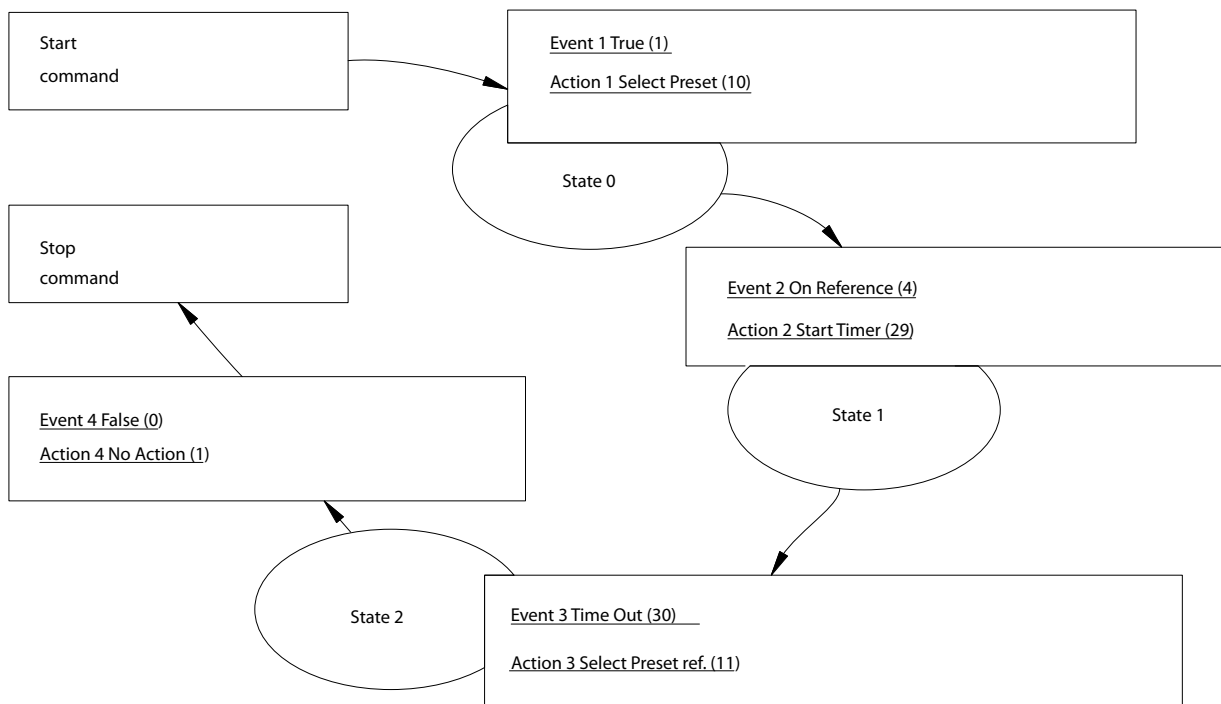 Start
command
Event 1 True (1)
Action 1 Select Preset (10)
State 0
Stop
command
Event 2 On Reference (4)
Action 2 Start Timer (29)
State 1
Event 4 False (0)
Action 4 No Action (1)
State 2
Event 3 Time Out (30)
Action 3 Select Preset ref. (11)